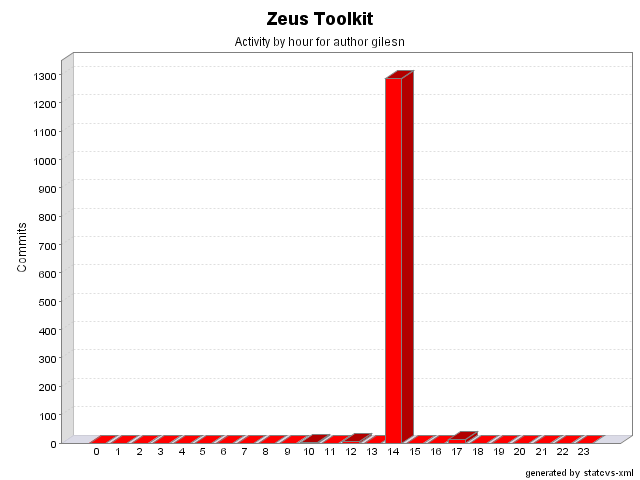 Zeus Toolkit
Activity by hour for author gilesn
Commits
1300
1200
1100
1000
900
800
700
600
500
400
300
200
100
0
0 1 2 3 4 5 6 7 8 9 10 11 12 13 14 15 16 17 18 19 20 21 22 23
generated by statcvs-xml